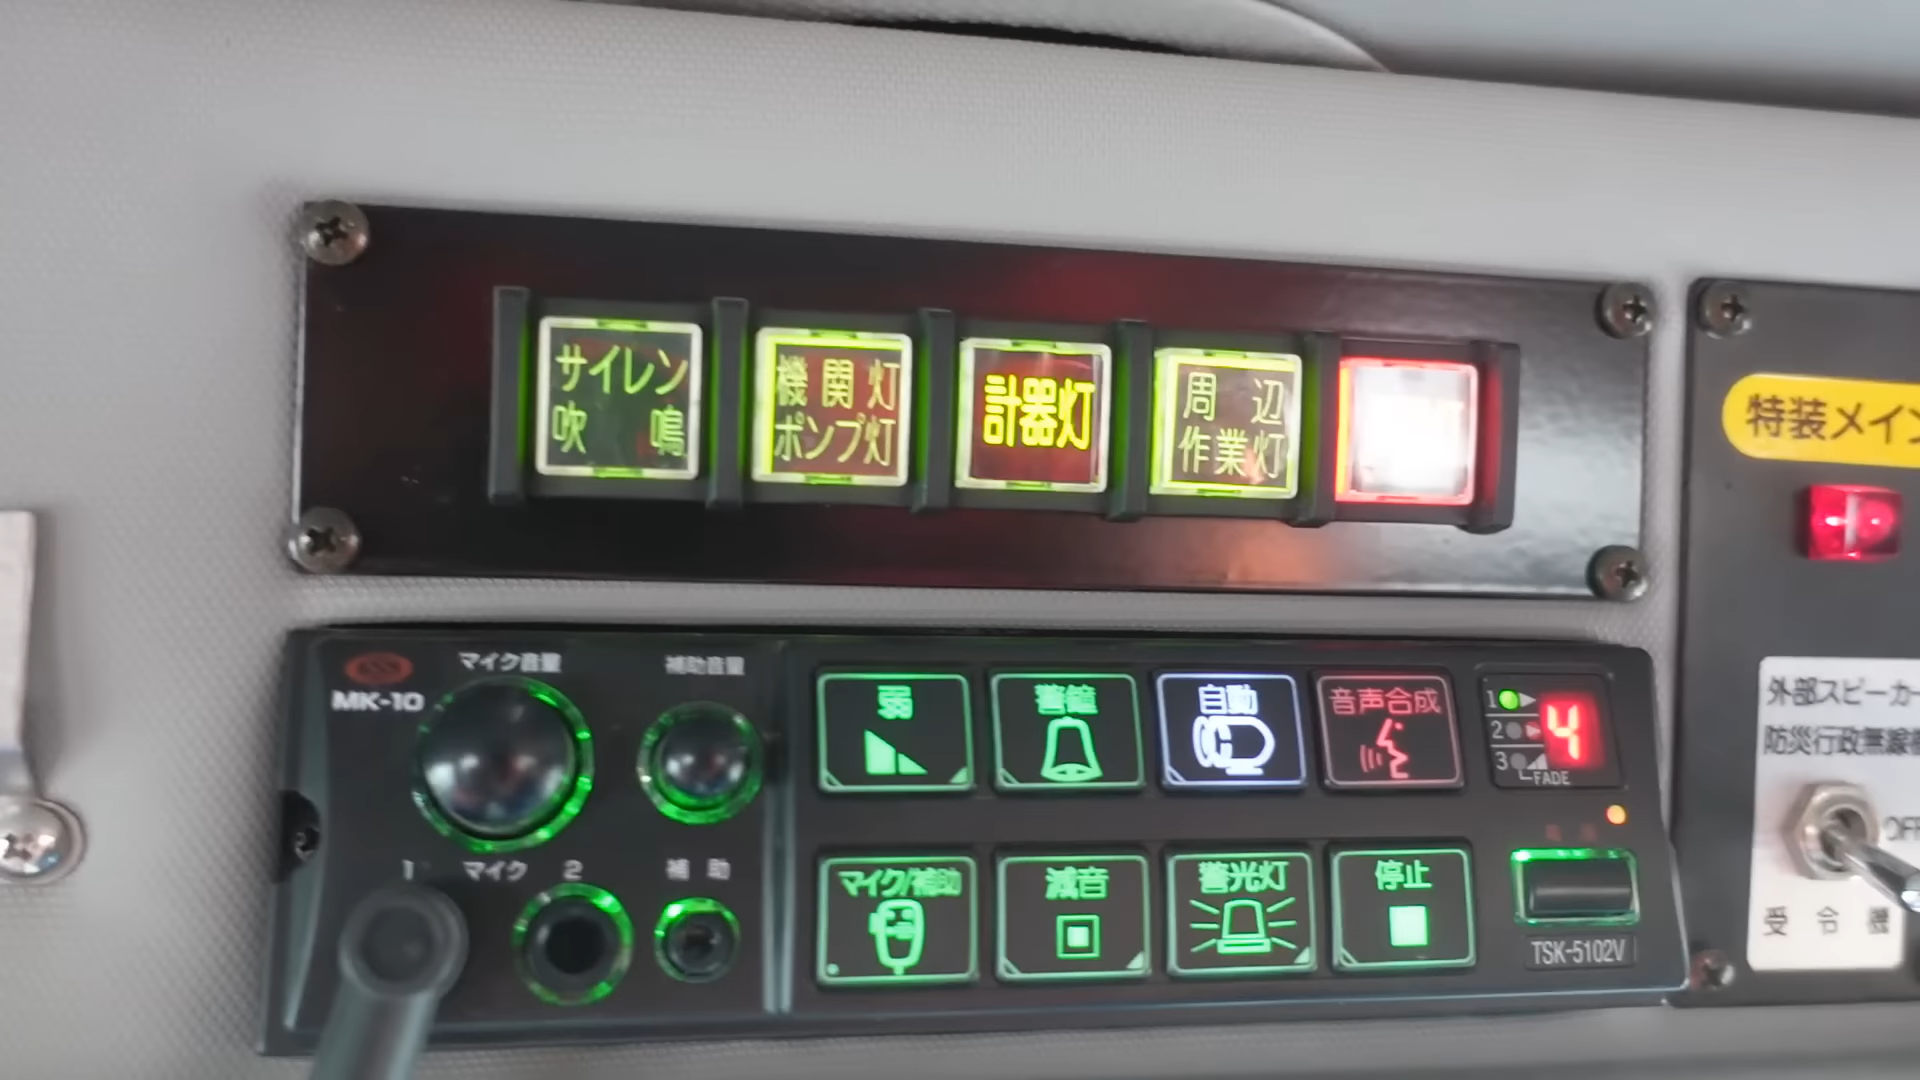 サイレン
吹 鳴
機 関 灯
ポンプ灯
計器灯
周 辺
作業灯
特装メイン
MK-10
マイク音量
補助音量
弱
警鐘
自動
音声合成
1
2
3
FADE
4
外部スピーカー
防災行政無線
OFF
1 マイク 2
補 助
マイク/補助
減音
警光灯
停止
TSK-5102V
受 令 機